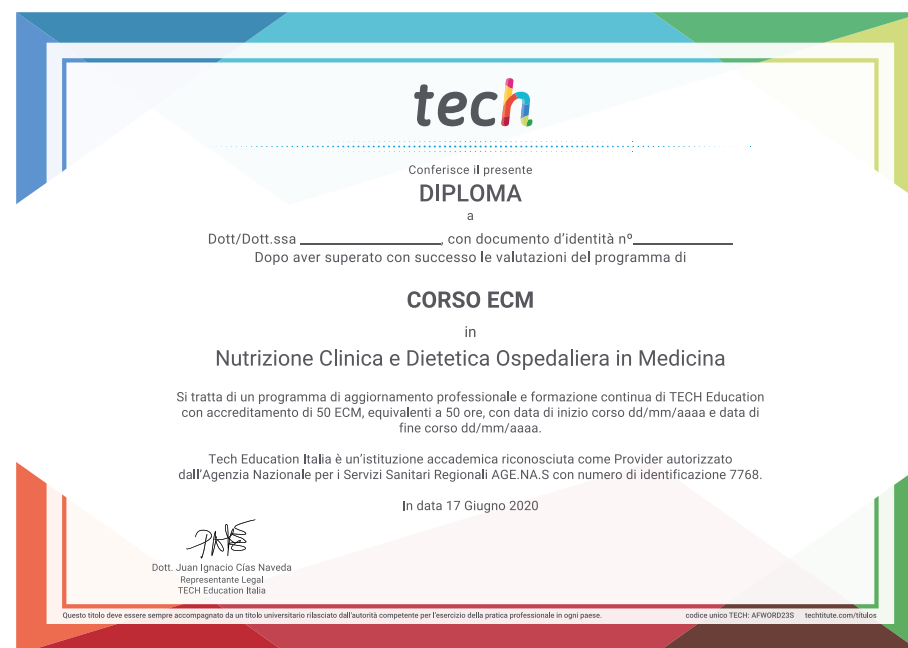 tech
Conferisce il presente
DIPLOMA
a
Dott/Dott.ssa ____________________, con documento d'identità nº______________
Dopo aver superato con successo le valutazioni del programma di
CORSO ECM
in
Nutrizione Clinica e Dietetica Ospedaliera in Medicina
Si tratta di un programma di aggiornamento professionale e formazione continua di TECH Education
con accreditamento di 50 ECM, equivalenti a 50 ore, con data di inizio corso dd/mm/aaaa e data di
fine corso dd/mm/aaaa.
Tech Education Italia è un'istituzione accademica riconosciuta come Provider autorizzato
dall'Agenzia Nazionale per i Servizi Sanitari Regionali AGE.NA.S con numero di identificazione 7768.
In data 17 Giugno 2020
Dott. Juan Ignacio Cías Naveda
Representante Legal
TECH Education Italia
Questo titolo deve essere sempre accompagnato da un titolo universitario rilasciato dall'autorità competente per l'esercizio della pratica professionale in ogni paese. codice unico TECH: AFWORD23S techtitute.com/titulos